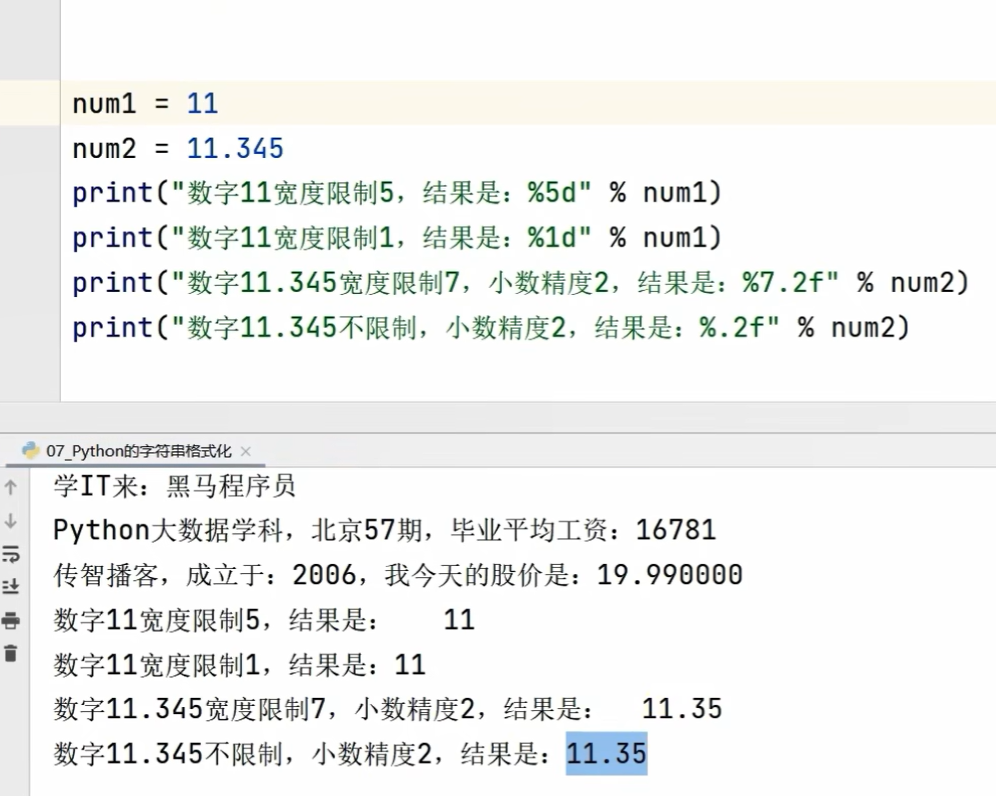 num1 = 11
num2 = 11.345
print("数字11宽度限制5，结果是：%5d" % num1)
print("数字11宽度限制1，结果是：%1d" % num1)
print("数字11.345宽度限制7，小数精度2，结果是：%7.2f" % num2)
print("数字11.345不限制，小数精度2，结果是：%.2f" % num2)
07_Python的字符串格式化 ×
学IT来：黑马程序员
Python大数据学科，北京57期，毕业平均工资：16781
传智播客，成立于：2006，我今天的股价是：19.990000
数字11宽度限制5，结果是：   11
数字11宽度限制1，结果是：11
数字11.345宽度限制7，小数精度2，结果是：  11.35
数字11.345不限制，小数精度2，结果是：11.35